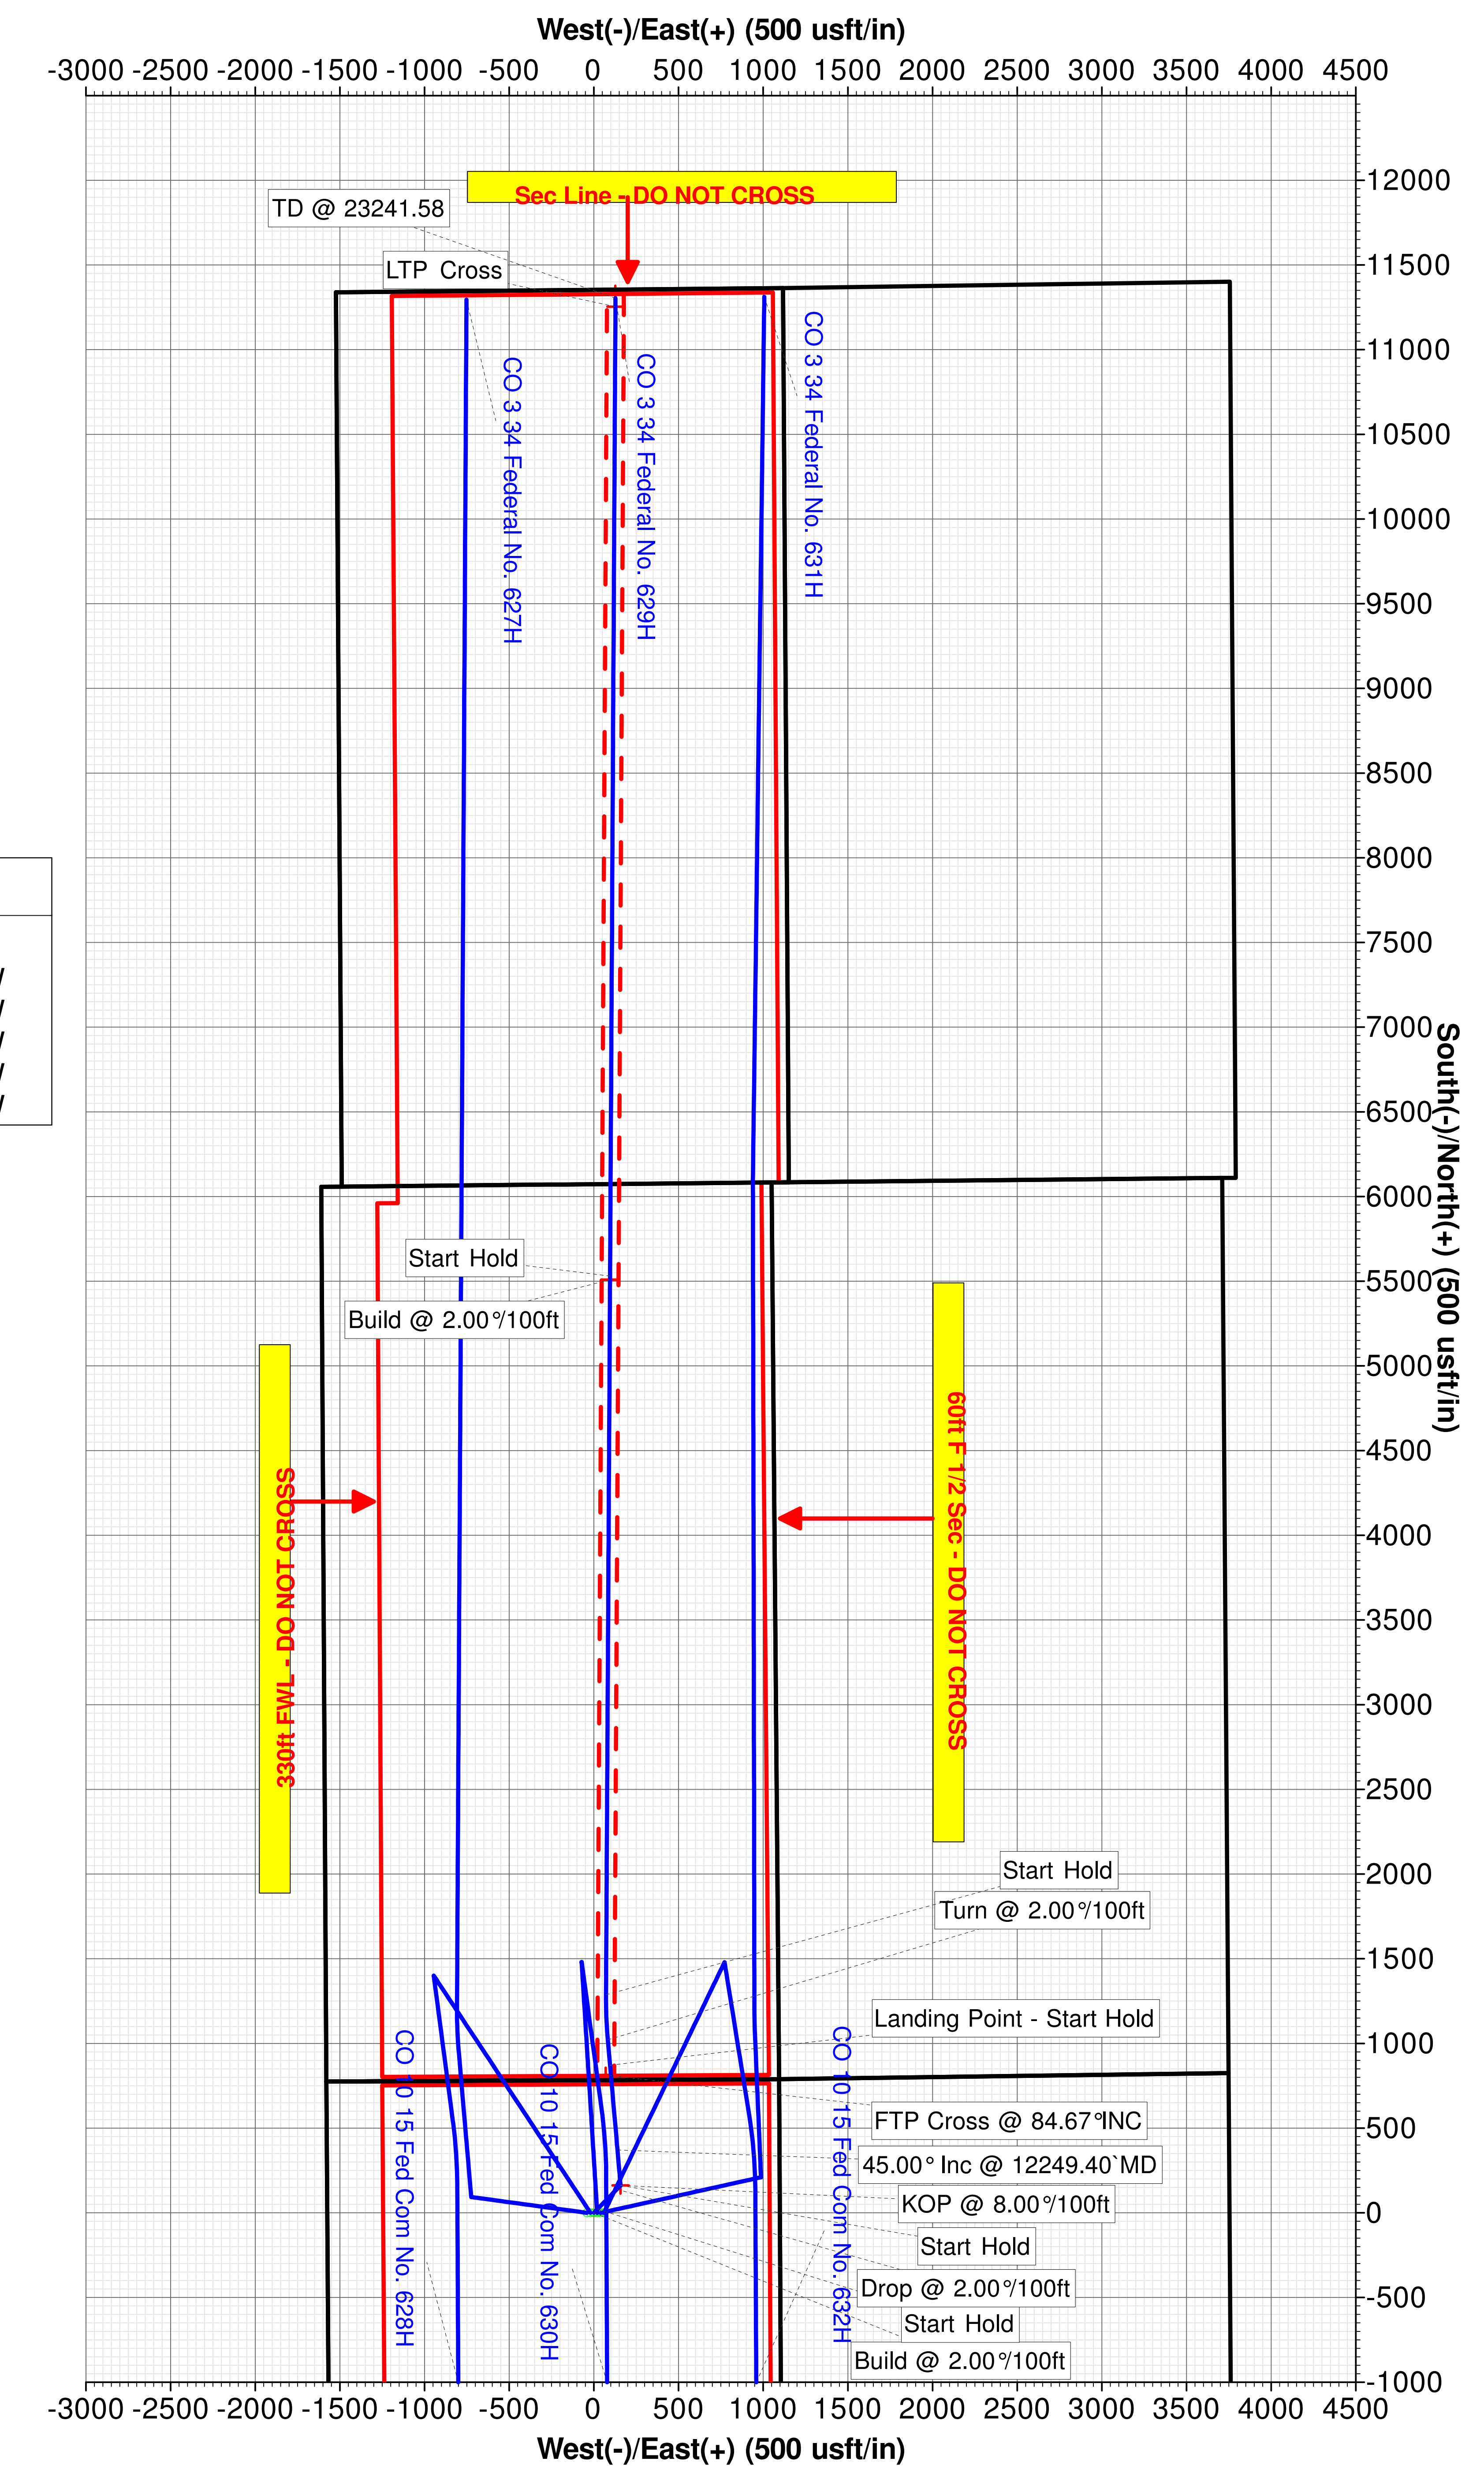 West(-)/East(+) (500 usft/in)
-3000 -2500 -2000 -1500 -1000 -500 0 500 1000 1500 2000 2500 3000 3500 4000 4500
12000
Sec Line - DO NOT CROSS
TD @ 23241.58
LTP Cross
11500
11000
10500
10000
9500
9000
8500
8000
7500
7000
6500
6000
5500
5000
4500
4000
3500
3000
2500
2000
1500
1000
500
0
-500
-1000
South(-)/North(+) (500 usft/in)
CO 3 34 Federal No. 627H
CO 3 34 Federal No. 629H
CO 3 34 Federal No. 631H
Start Hold
Build @ 2.00°/100ft
330ft FWL - DO NOT CROSS
60ft F 1/2 Sec - DO NOT CROSS
Start Hold
Turn @ 2.00°/100ft
Landing Point - Start Hold
FTP Cross @ 84.67°INC
45.00° Inc @ 12249.40`MD
KOP @ 8.00°/100ft
Start Hold
Drop @ 2.00°/100ft
Start Hold
Build @ 2.00°/100ft
CO 10 15 Fed Com No. 628H
CO 10 15 Fed Com No. 630H
CO 10 15 Fed Com No. 632H
-3000 -2500 -2000 -1500 -1000 -500 0 500 1000 1500 2000 2500 3000 3500 4000 4500
West(-)/East(+) (500 usft/in)